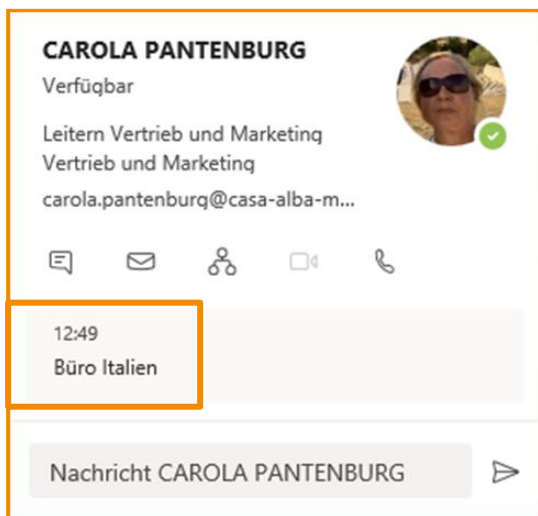 CAROLA PANTENBURG
Verfügbar
Leitern Vertrieb und Marketing
Vertrieb und Marketing
carola.pantenburg@casa-alba-m...
12:49
Büro Italien
Nachricht CAROLA PANTENBURG